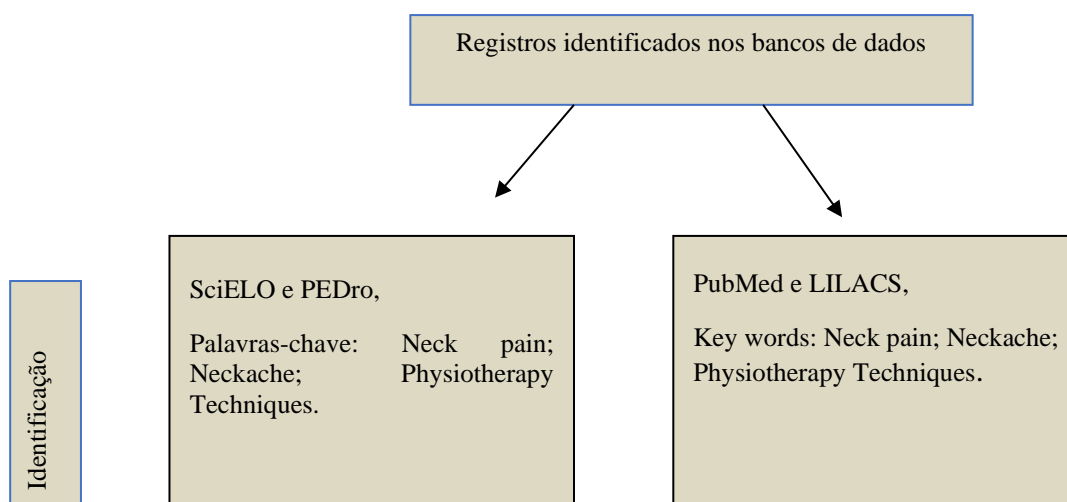 Registros identificados nos bancos de dados
Identificação
SciELO e PEDro,
Palavras-chave: Neck pain;
Neckache; Physiotherapy
Techniques.
PubMed e LILACS,
Key words: Neck pain; Neckache;
Physiotherapy Techniques.